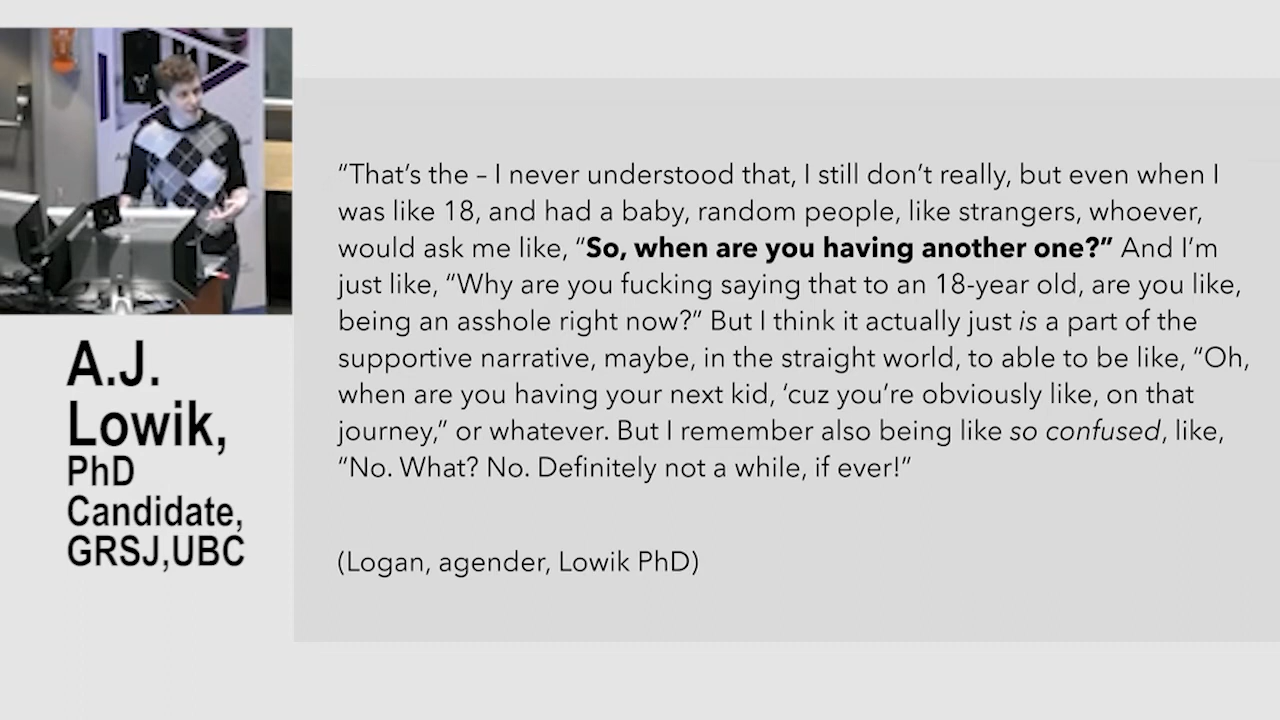 A.J.
Lowik,
PhD
Candidate,
GRSJ,UBC
“That’s the – I never understood that, I still don’t really, but even when I
was like 18, and had a baby, random people, like strangers, whoever,
would ask me like, “So, when are you having another one?” And I’m
just like, “Why are you fucking saying that to an 18-year old, are you like,
being an asshole right now?” But I think it actually just is a part of the
supportive narrative, maybe, in the straight world, to able to be like, “Oh,
when are you having your next kid, ‘cuz you’re obviously like, on that
journey,” or whatever. But I remember also being like so confused, like,
“No. What? No. Definitely not a while, if ever!”
(Logan, agender, Lowik PhD)